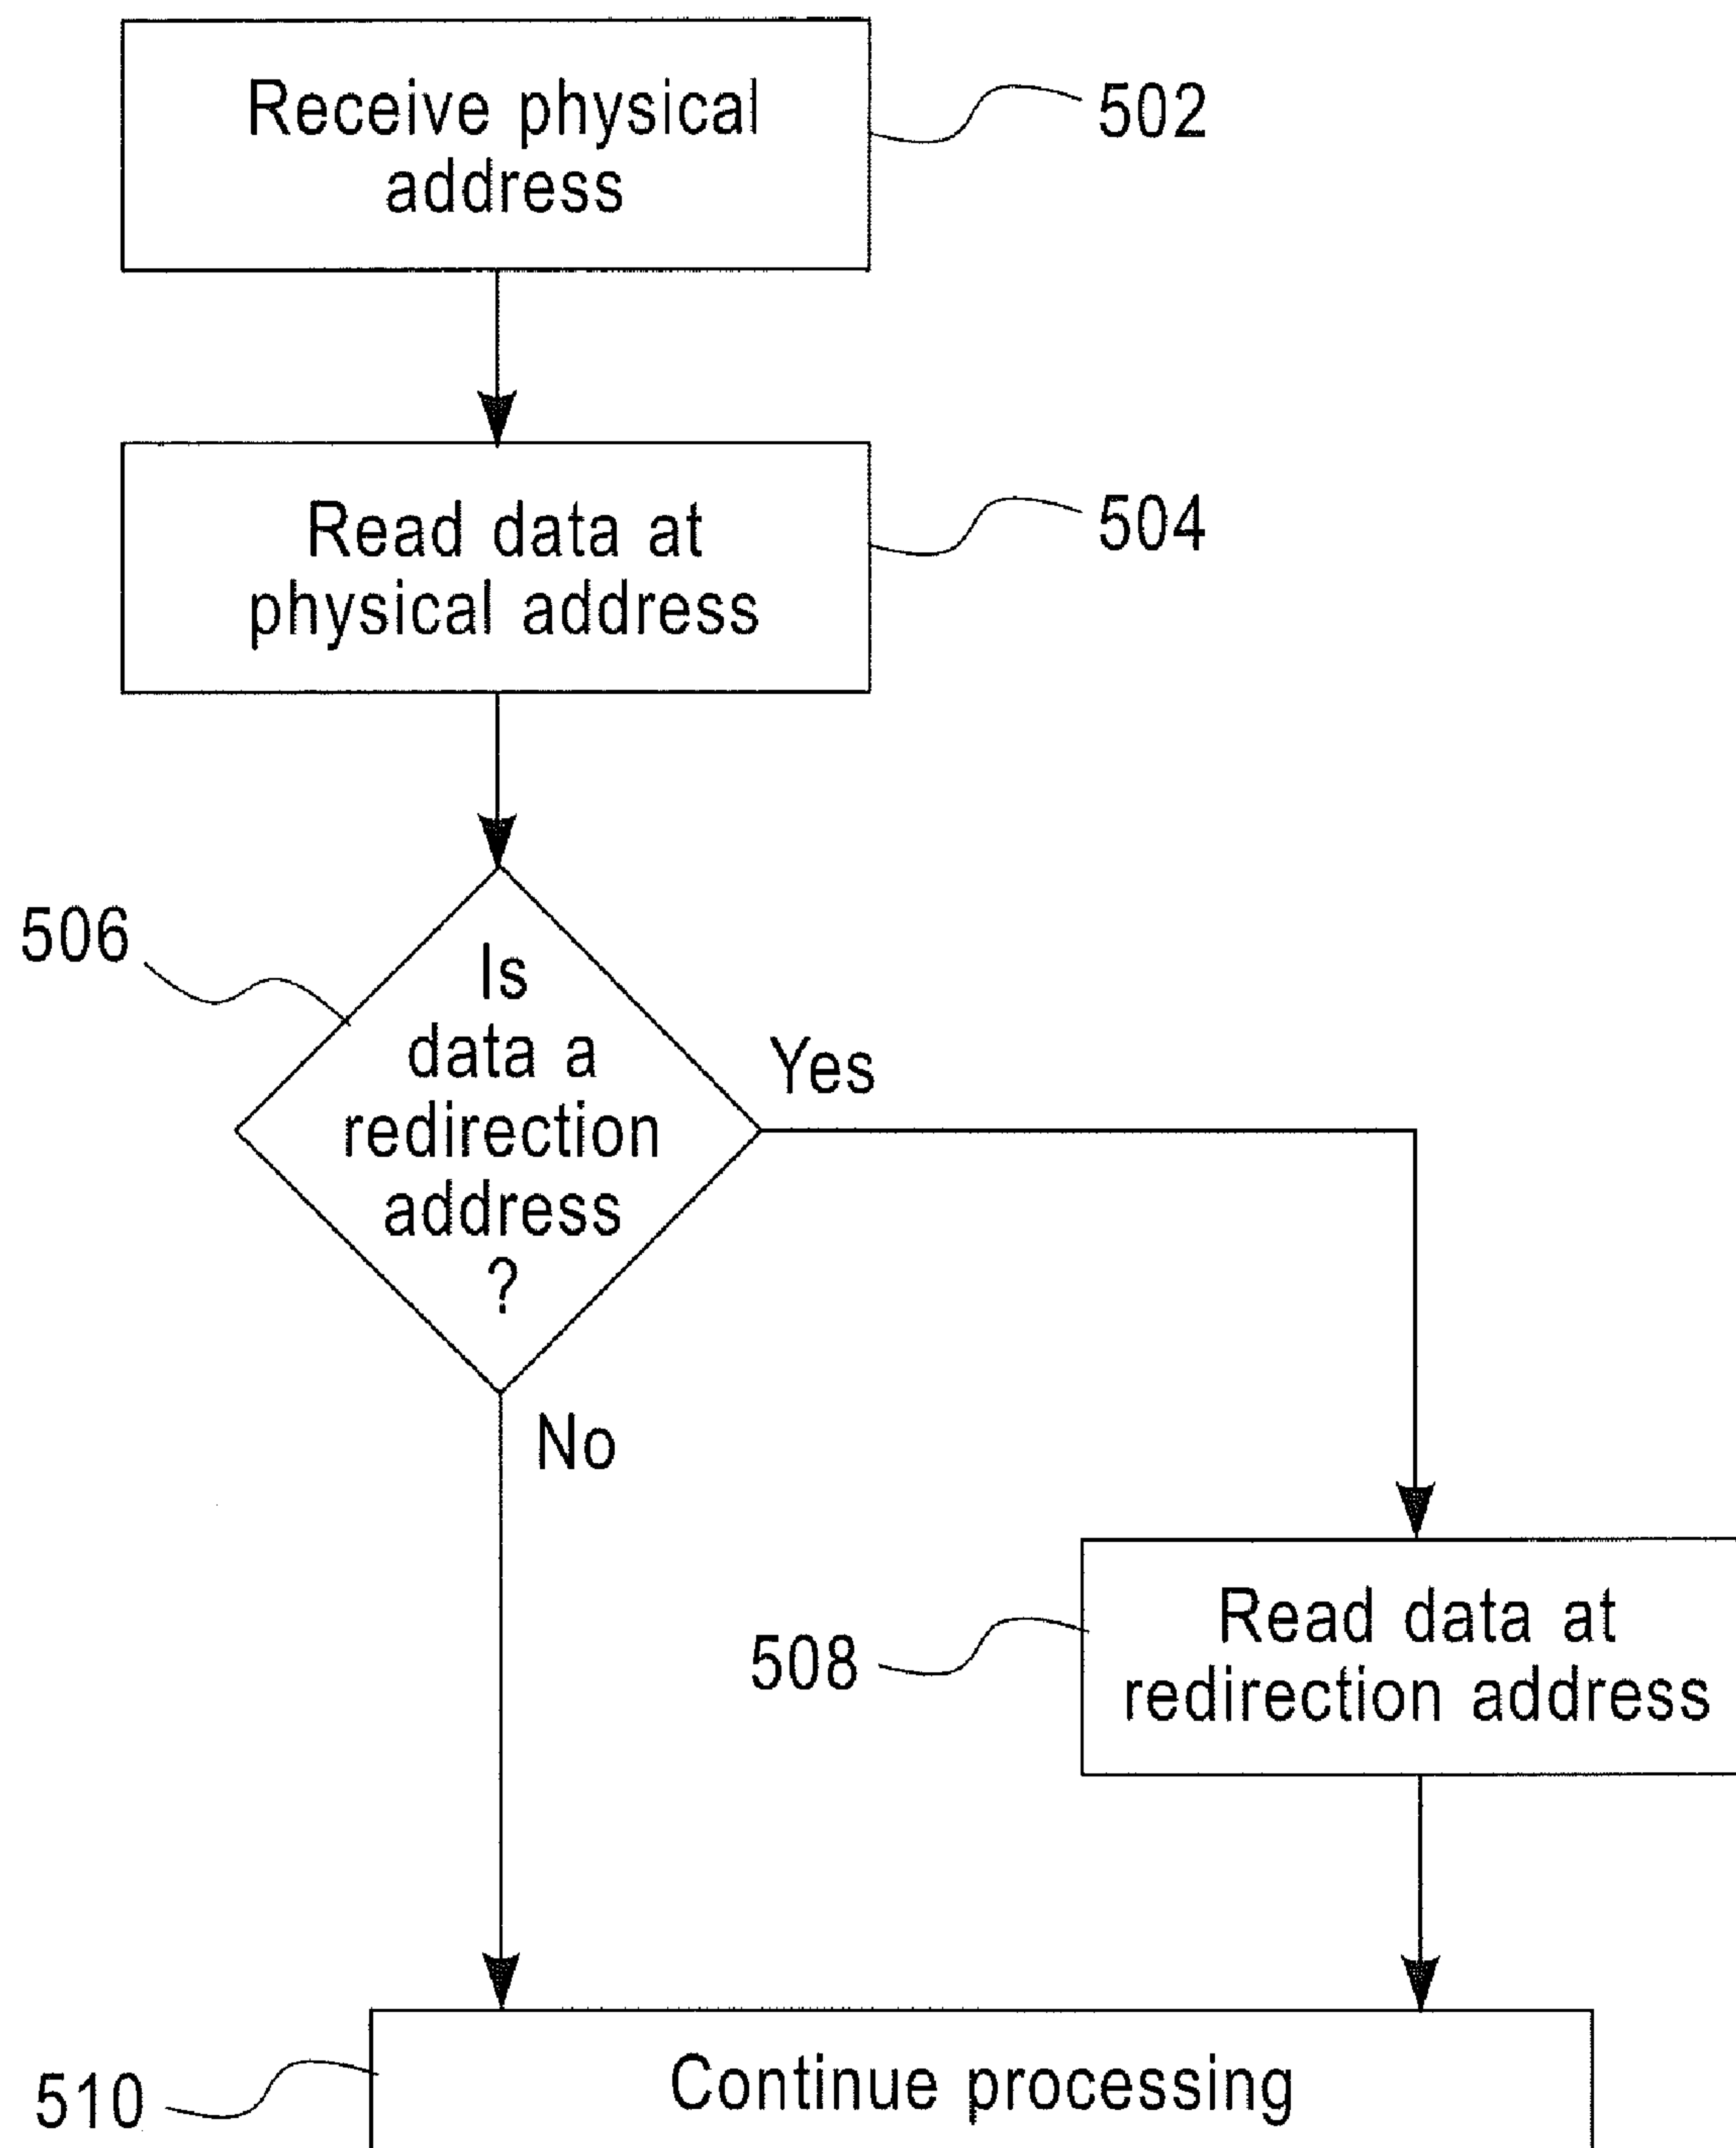 Receive physical
address
502
Read data at
physical address
504
506
Is
data a
redirection
address
?
Yes
No
508
Read data at
redirection address
510
Continue processing